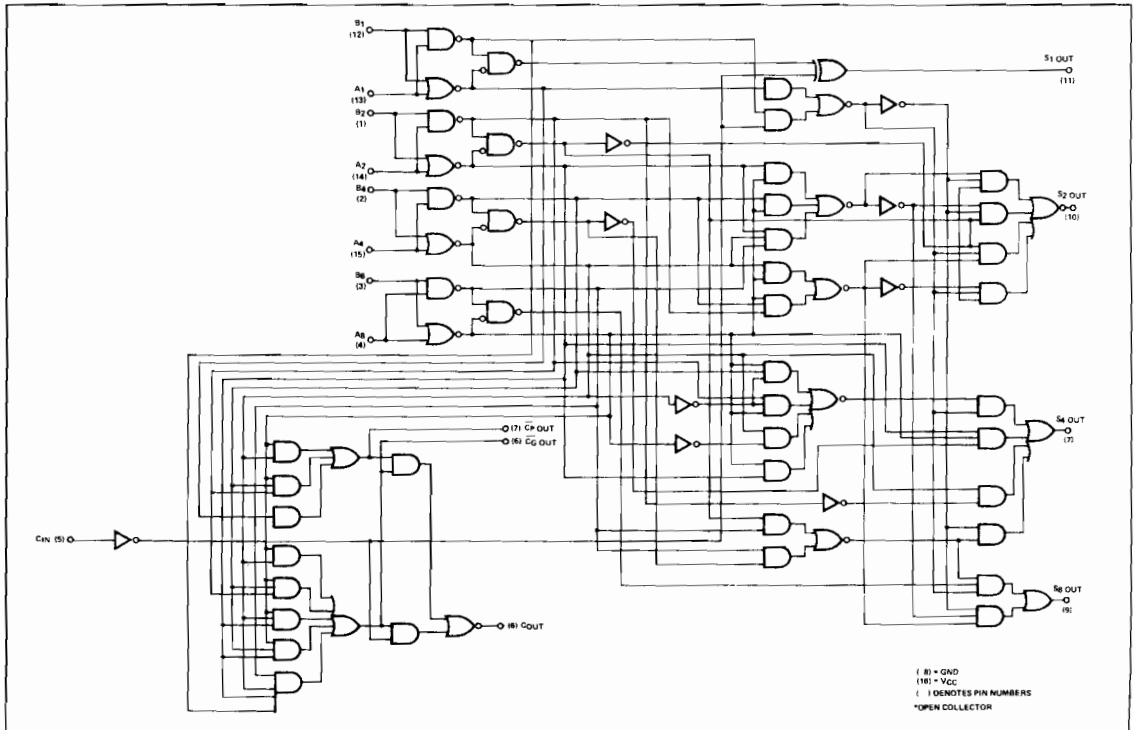 B1
(12)
A1
(13)
B2
(1)
A2
(14)
B4
(2)
A4
(15)
B8
(3)
A8
(4)
S1 OUT
(11)
S2 OUT
(10)
(7) CP OUT
(6) CG OUT
S4 OUT
(7)
CIN (5)
S8 OUT
(9)
(6) COUT
( 8) = GND
(16) = VCC
( ) DENOTES PIN NUMBERS
*OPEN COLLECTOR